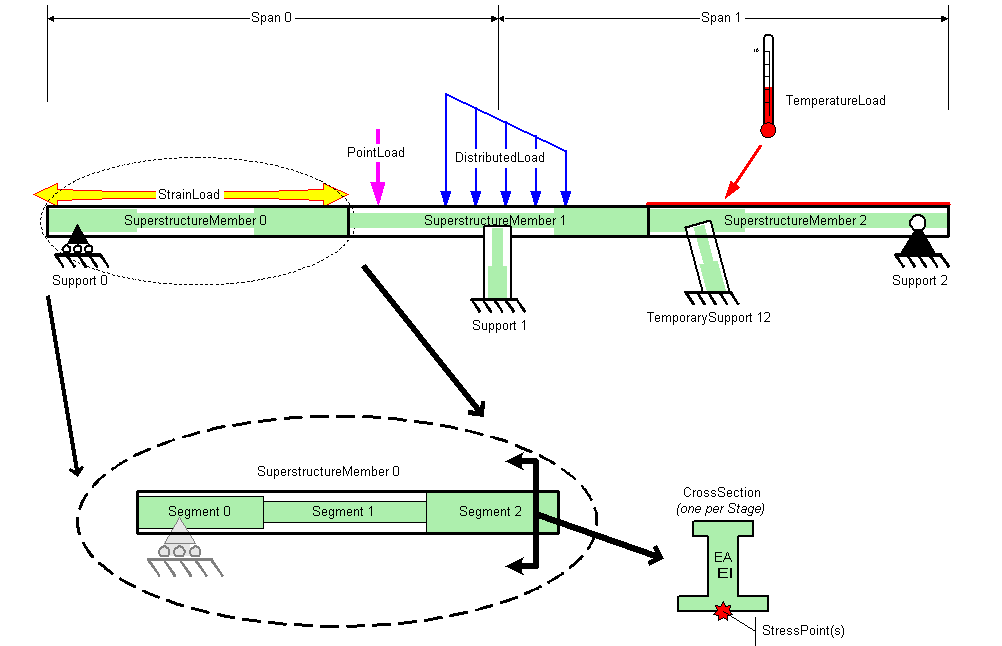 Span 0
Span 1
TemperatureLoad
PointLoad
DistributedLoad
StrainLoad
SuperstructureMember 0
SuperstructureMember 1
SuperstructureMember 2
Support 0
Support 2
TemporarySupport 12
Support 1
SuperstructureMember 0
Segment 0
Segment 1
Segment 2
CrossSection
(one per Stage)
EA
EI
StressPoint(s)